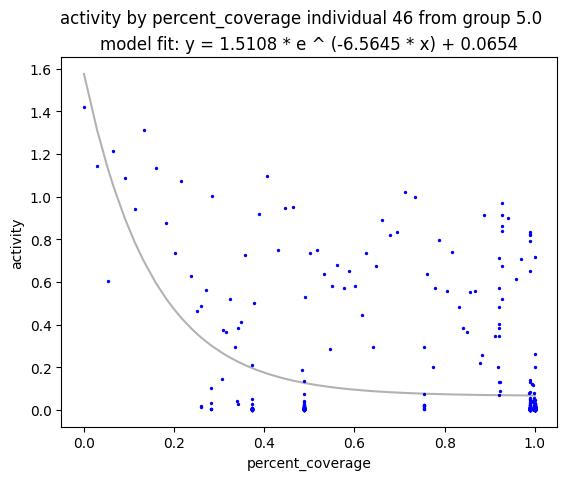 activity by percent_coverage individual 46 from group 5.0
model fit: y = 1.5108 * e ^ (-6.5645 * x) + 0.0654
1.6
1.4
1.2
1.0
0.8
0.6
0.4
0.2
0.0
activity
0.0 0.2 0.4 0.6 0.8 1.0
percent_coverage